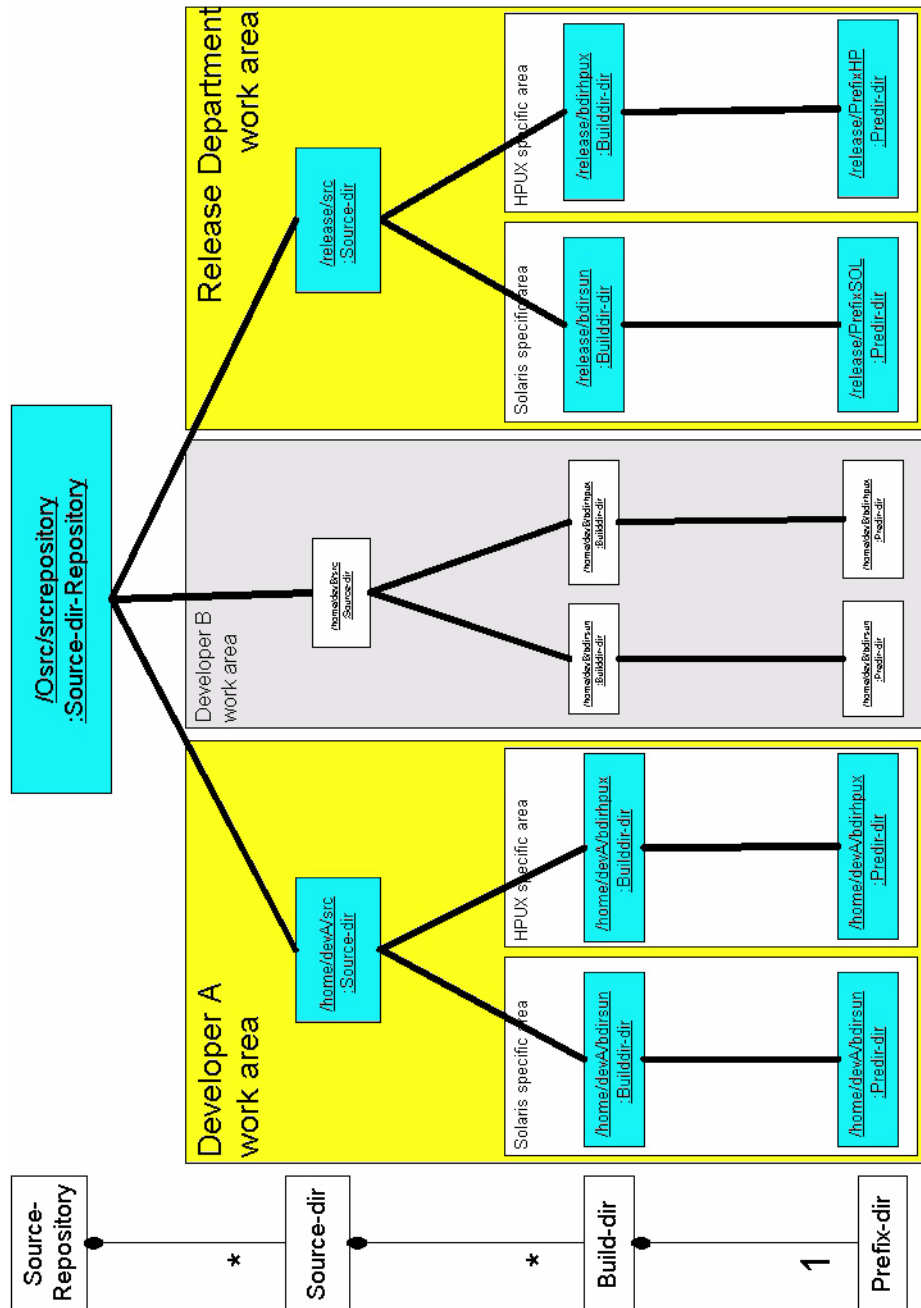 Source-
Repository
*
Source-dir
*
Build-dir
1
Prefix-dir
/Osrc/srcrepository
:Source-dir-Repository
Developer A
work area
/home/devA/src
:Source-dir
Solaris specific area
/home/devA/bdirsun
:Builddir-dir
/home/devA/bdirsun
:Predir-dir
HPUX specific area
/home/devA/bdirhpux
:Builddir-dir
/home/devA/bdirhpux
:Predir-dir
Developer B
work area
/home/devB/src
:Source-dir
/home/devB/bdirsun
:Builddir-dir
/home/devB/bdirsun
:Predir-dir
/home/devB/bdirhpux
:Builddir-dir
/home/devB/bdirhpux
:Predir-dir
Release Department
work area
/release/src
:Source-dir
Solaris specific area
/release/bdirsun
:Builddir-dir
/release/PrefixSOL
:Predir-dir
HPUX specific area
/release/bdirhpux
:Builddir-dir
/release/PrefixHP
:Predir-dir